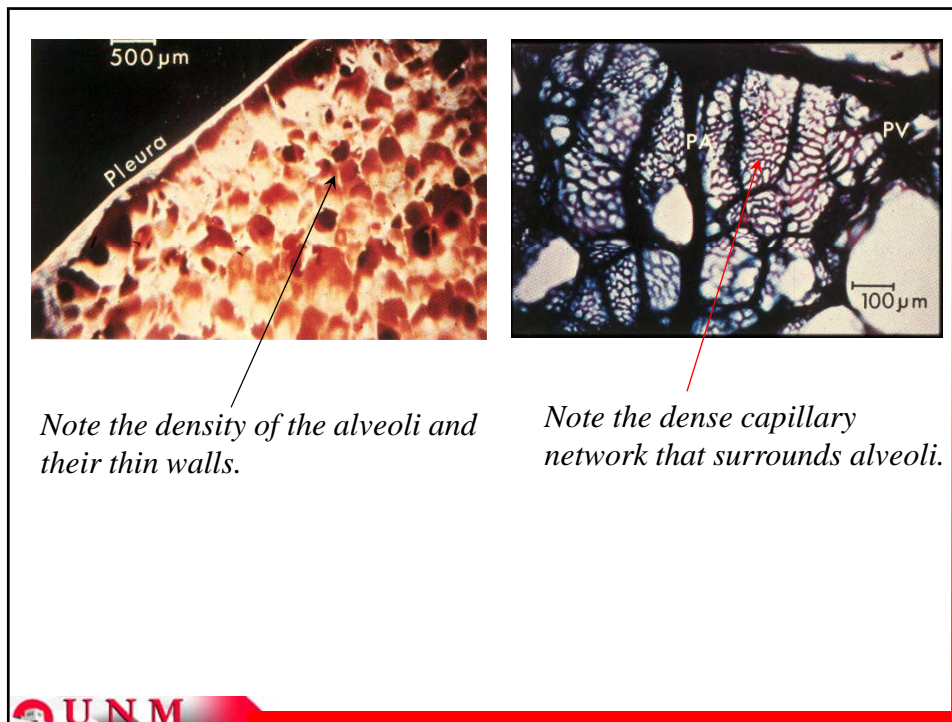 500 µm
Pleura
PA
PV
100 µm
Note the density of the alveoli and
their thin walls.
Note the dense capillary
network that surrounds alveoli.
UNM